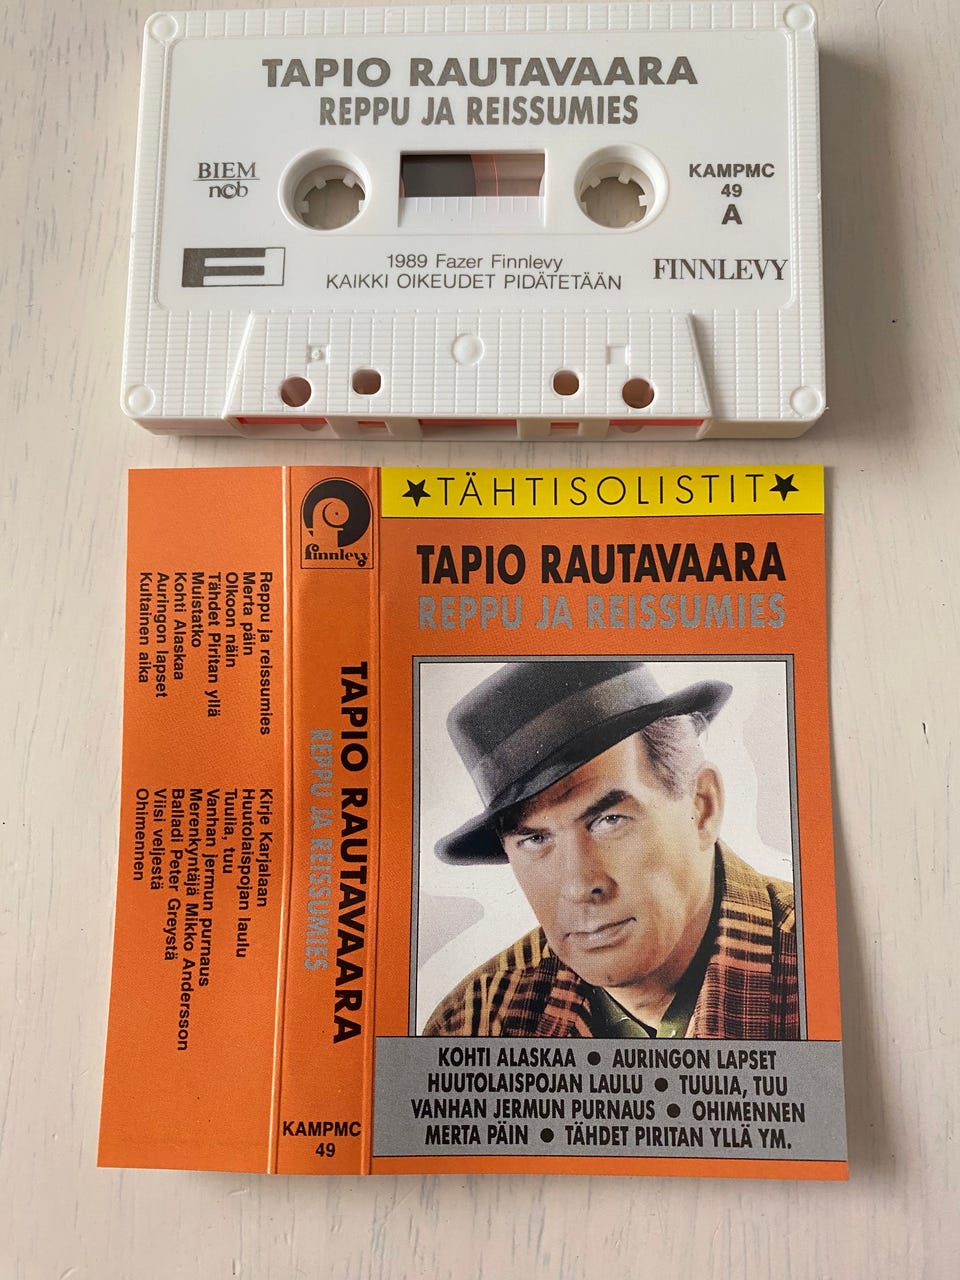 TAPIO RAUTAVAARA
REPPU JA REISSUMIES
BIEM
ncb
KAMPMC
49
A
1989 Fazer Finnlevy
KAIKKI OIKEUDET PIDÄTETÄÄN
FINNLEVY
★TÄHTISOLISTIT★
TAPIO RAUTAVAARA
REPPU JA REISSUMIES
KOHTI ALASKAA ● AURINGON LAPSET
HUUTOLAISPOJAN LAULU ● TUULIA, TUU
VANHAN JERMUN PURNAUS ● OHIMENNEN
MERTA PÄIN ● TÄHDET PIRITAN YLLÄ YM.
finnlevy
TAPIO RAUTAVAARA
REPPU JA REISSUMIES
KAMPMC
49
Reppu ja reissumies
Merta päin
Olkoon näin
Tähdet Piritan yllä
Muistatko
Kohti Alaskaa
Auringon lapset
Kultainen aika
Kirje Karjalaan
Huutolaispojan laulu
Tuulia, tuu
Vanhan jermun purnaus
Merenkyntäjä Mikko Andersson
Balladi Peter Greystä
Viisi veljestä
Ohimennen